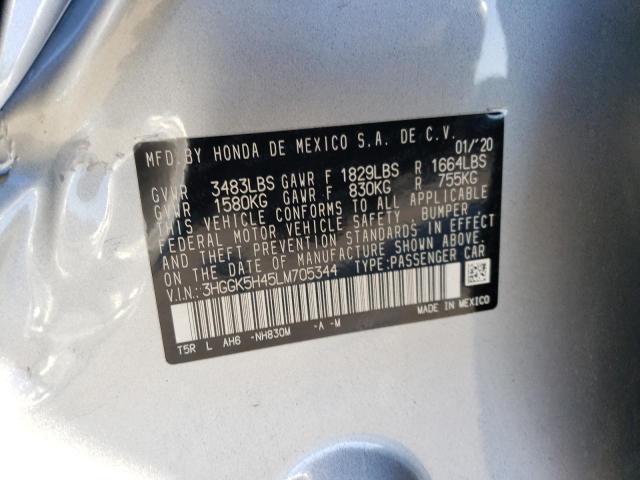 MFD. BY HONDA DE MEXICO S.A. DE C.V. 01/'20
GVWR 3483LBS GAWR F 1829LBS R 1664LBS
GVWR 1580KG GAWR F 830KG R 755KG
THIS VEHICLE CONFORMS TO ALL APPLICABLE
FEDERAL MOTOR VEHICLE SAFETY, BUMPER,
AND THEFT PREVENTION STANDARDS IN EFFECT
ON THE DATE OF MANUFACTURE SHOWN ABOVE.
V.I.N.: 3HGGK5H45LM705344 TYPE: PASSENGER CAR
T5R L AH6 -NH830M -A -M
MADE IN MEXICO